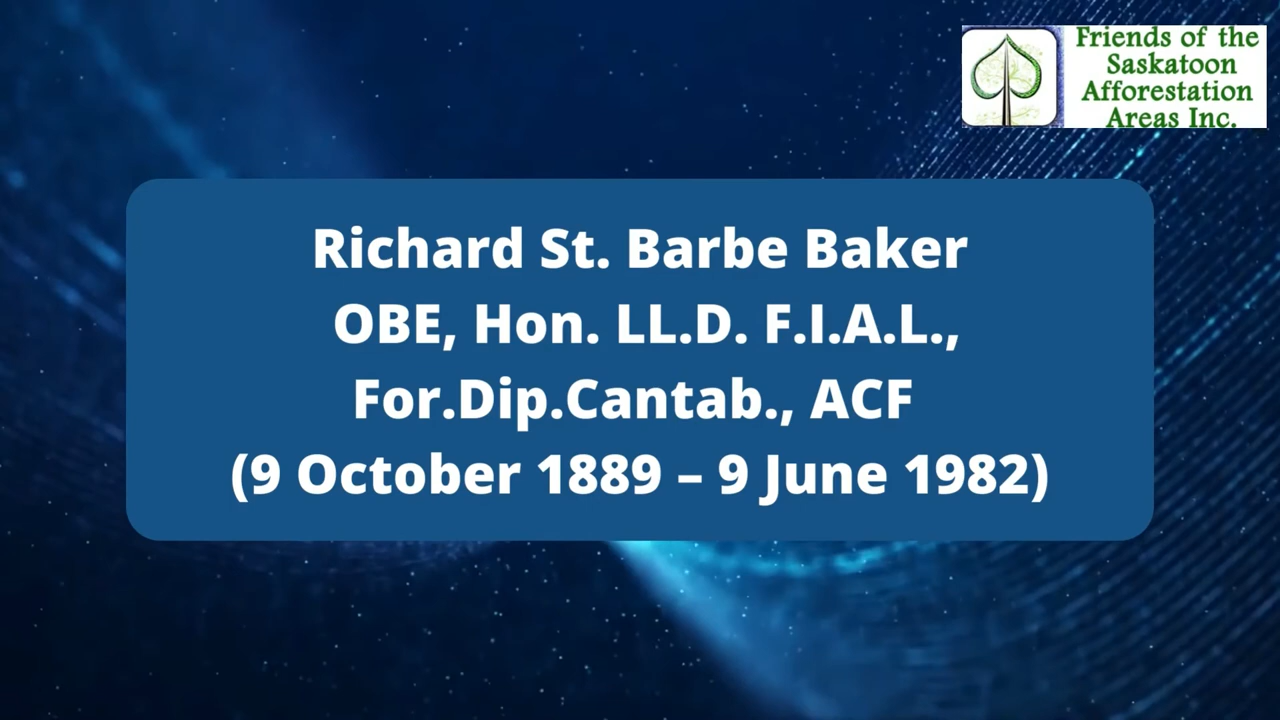 Friends of the
Saskatoon
Afforestation
Areas Inc.
Richard St. Barbe Baker
OBE, Hon. LL.D. F.I.A.L.,
For.Dip.Cantab., ACF
(9 October 1889 – 9 June 1982)